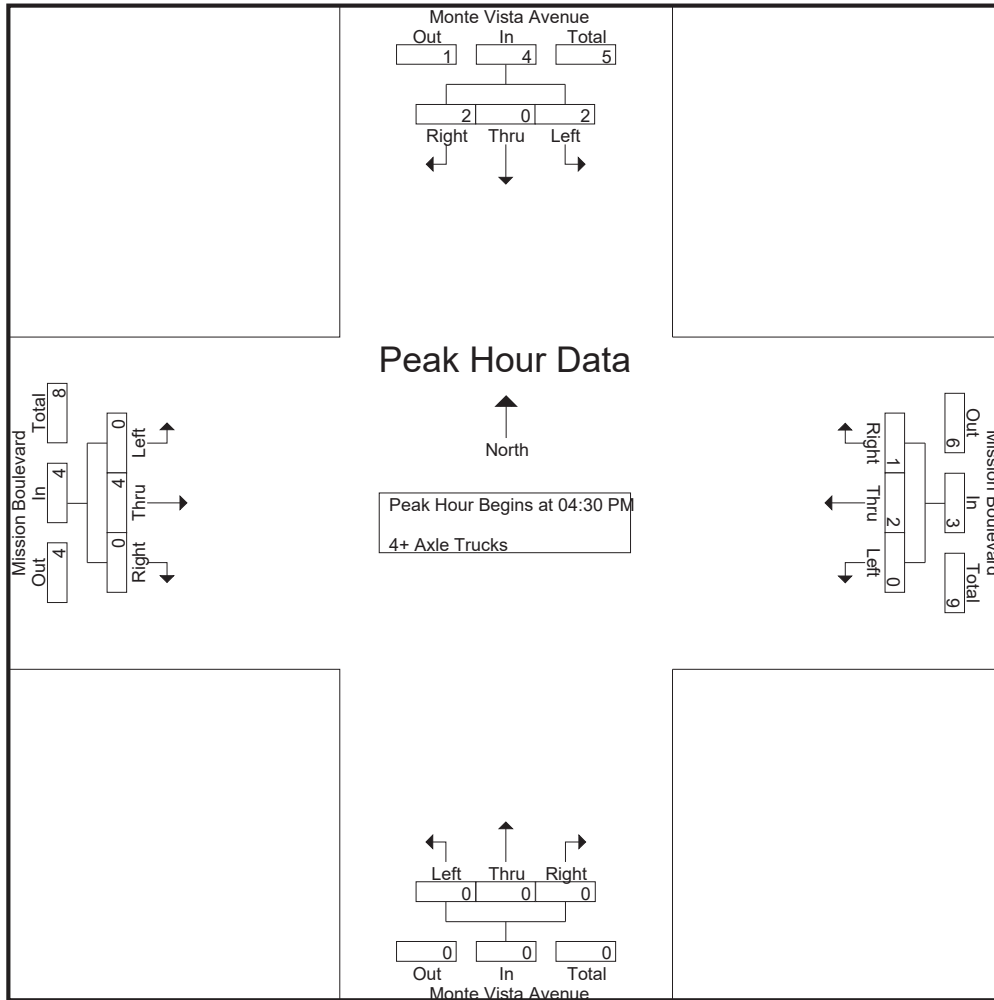 Monte Vista Avenue
Out In Total
1 4 5
2 0 2
Right Thru Left
Peak Hour Data
North
Peak Hour Begins at 04:30 PM
4+ Axle Trucks
Mission Boulevard
Out In Total
4 4 8
0 4 0
Left Thru Right
Mission Boulevard
Out In Total
6 3 9
Right Thru Left
1 2 0
Left Thru Right
0 0 0
0 0 0
Out In Total
Monte Vista Avenue